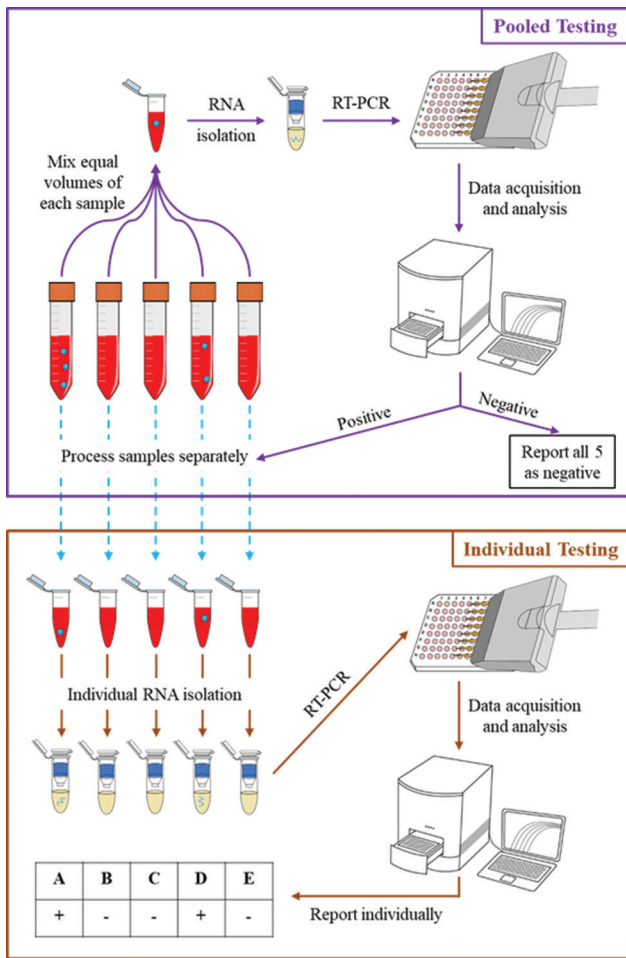 Pooled Testing
RNA
isolation
RT-PCR
Mix equal
volumes of
each sample
Data acquisition
and analysis
Positive
Negative
Process samples separately
Report all 5
as negative
Individual Testing
Individual RNA isolation
RT-PCR
Data acquisition
and analysis
A B C D E
+ - - + -
Report individually